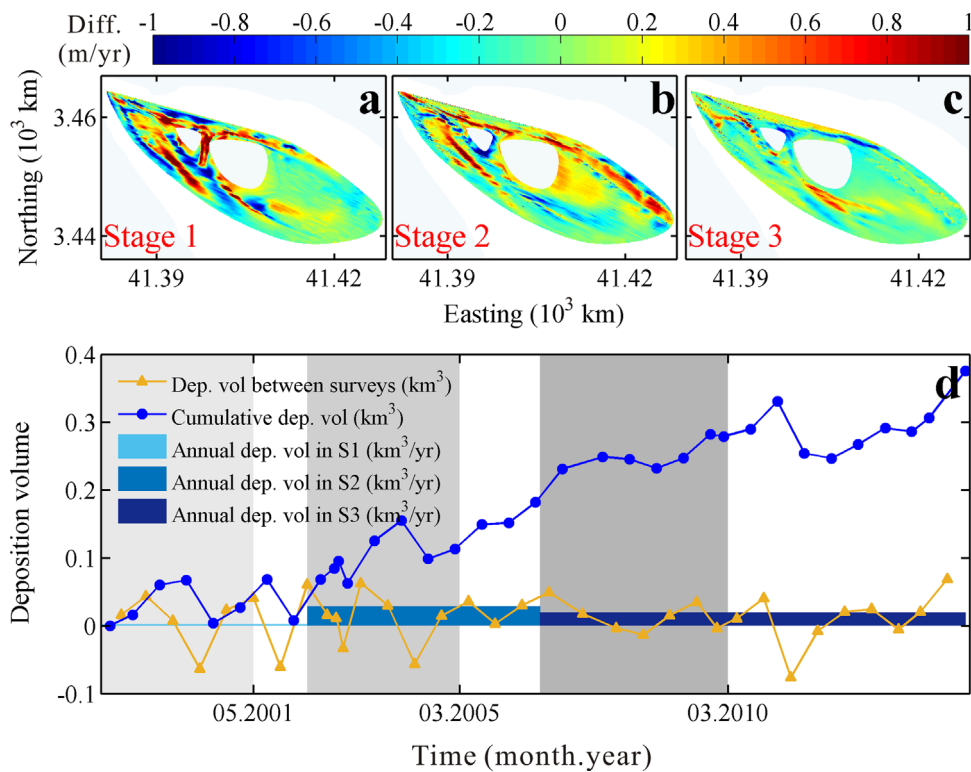 Diff. -1 -0.8 -0.6 -0.4 -0.2 0 0.2 0.4 0.6 0.8 1
(m/yr)
a b c
3.46
3.44
Northing (10³ km)
Stage 1 Stage 2 Stage 3
41.39 41.42 41.39 41.42 41.39 41.42
Easting (10³ km)
0.4
d
Dep. vol between surveys (km³)
Cumulative dep. vol (km³)
0.3
Annual dep. vol in S1 (km³/yr)
Annual dep. vol in S2 (km³/yr)
0.2
Annual dep. vol in S3 (km³/yr)
0.1
0
-0.1
Deposition volume
05.2001 03.2005 03.2010
Time (month.year)